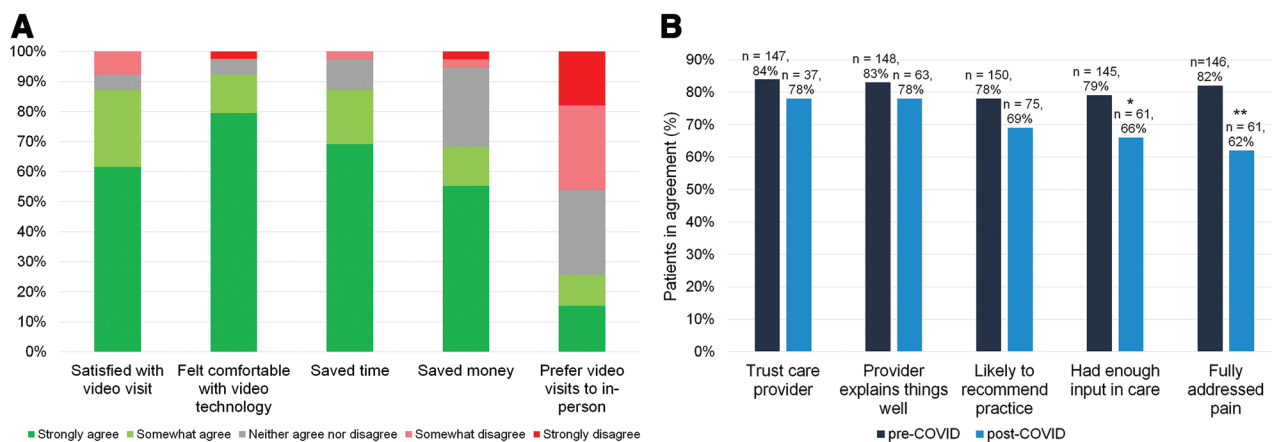 A
100%
90%
80%
70%
60%
50%
40%
30%
20%
10%
0%
Satisfied with
video visit
Felt comfortable
with video
technology
Saved time
Saved money
Prefer video
visits to in-
person
Strongly agree
Somewhat agree
Neither agree nor disagree
Somewhat disagree
Strongly disagree
B
Patients in agreement (%)
90%
80%
70%
60%
50%
40%
30%
20%
10%
0%
n = 147,
84%
n = 37,
78%
n = 148,
83%
n = 63,
78%
n = 150,
78%
n = 75,
69%
n = 145,
79%
*
n = 61,
66%
n=146,
82%
**
n = 61,
62%
Trust care
provider
Provider
explains things
well
Likely to
recommend
practice
Had enough
input in care
Fully
addressed
pain
pre-COVID
post-COVID